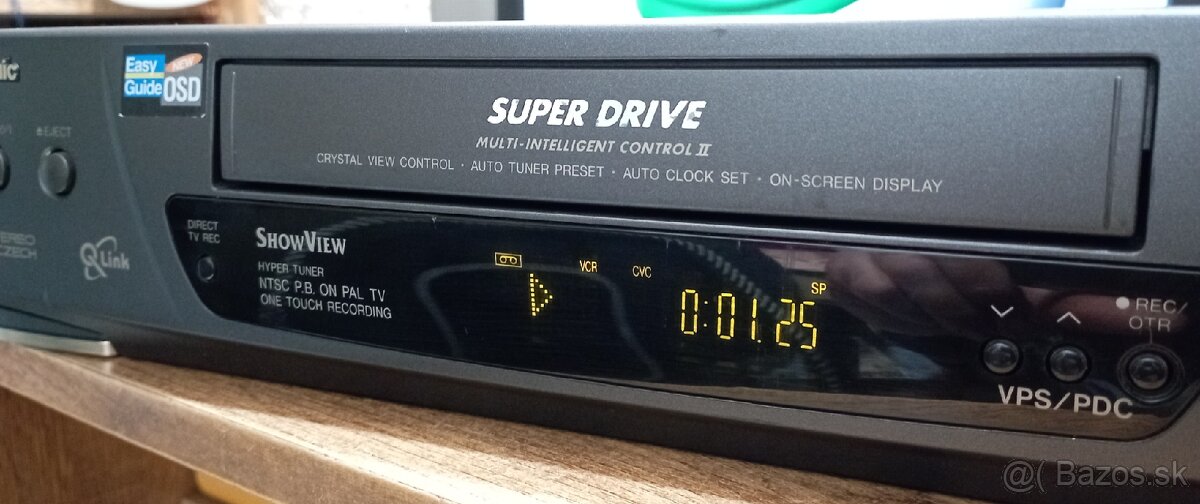 Easy
Guide
NEW
OSD
EJECT
SUPER DRIVE
MULTI-INTELLIGENT CONTROL II
CRYSTAL VIEW CONTROL · AUTO TUNER PRESET · AUTO CLOCK SET · ON-SCREEN DISPLAY
DIRECT
TV REC
Q Link
SHOWVIEW
HYPER TUNER
NTSC P.B. ON PAL TV
ONE TOUCH RECORDING
VCR
CVC
SP
0:01.25
REC/
OTR
VPS/PDC
@( Bazos.sk